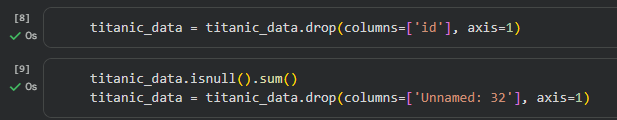 [8]
0s
titanic_data = titanic_data.drop(columns=['id'], axis=1)
[9]
0s
titanic_data.isnull().sum()
titanic_data = titanic_data.drop(columns=['Unnamed: 32'], axis=1)